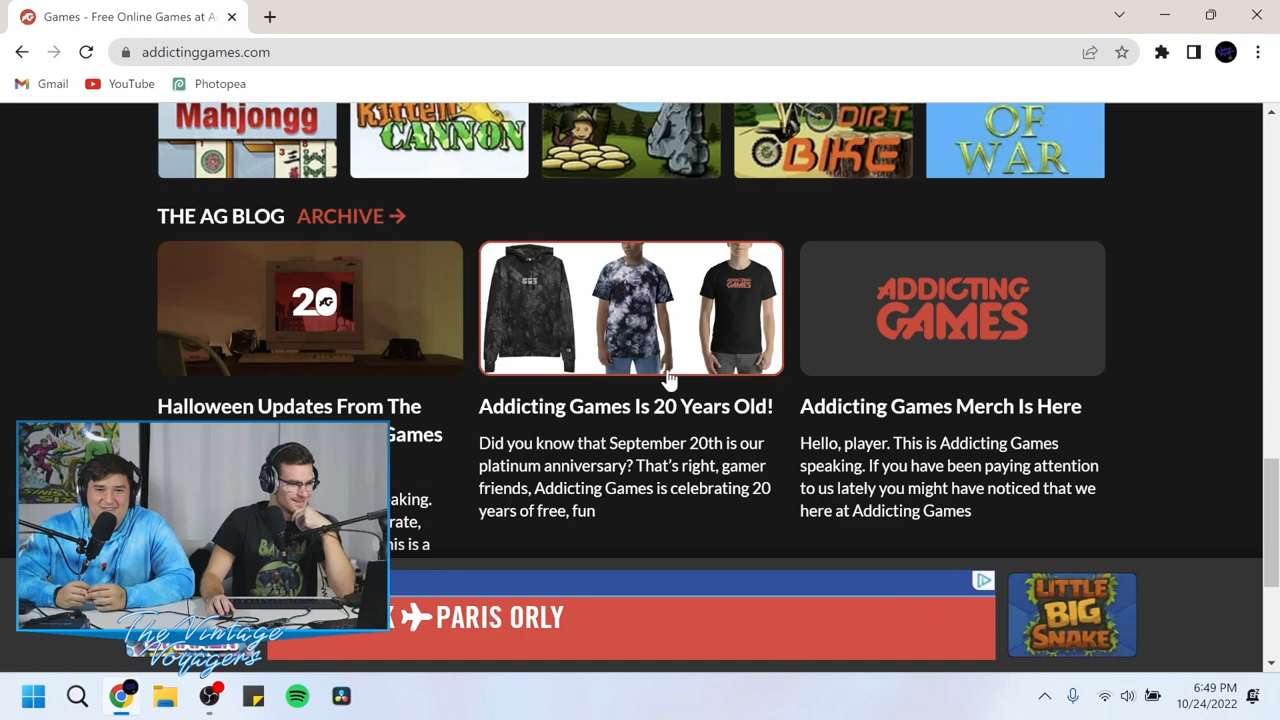 Games - Free Online Games at A
addictinggames.com
Gmail
YouTube
Photopea
Mahjongg
Kitten
CANNON
4
DIRT
BIKE
OF
WAR
THE AG BLOG ARCHIVE →
20
ADDICTING
GAMES
Halloween Updates From The
Games
aking.
rate,
his is a
Addicting Games Is 20 Years Old!
Did you know that September 20th is our
platinum anniversary? That's right, gamer
friends, Addicting Games is celebrating 20
years of free, fun
Addicting Games Merch Is Here
Hello, player. This is Addicting Games
speaking. If you have been paying attention
to us lately you might have noticed that we
here at Addicting Games
BATMAN
The Vintage
Voyagers
PARIS ORLY
LITTLE
BIG
SNAKE
6:49 PM
10/24/2022